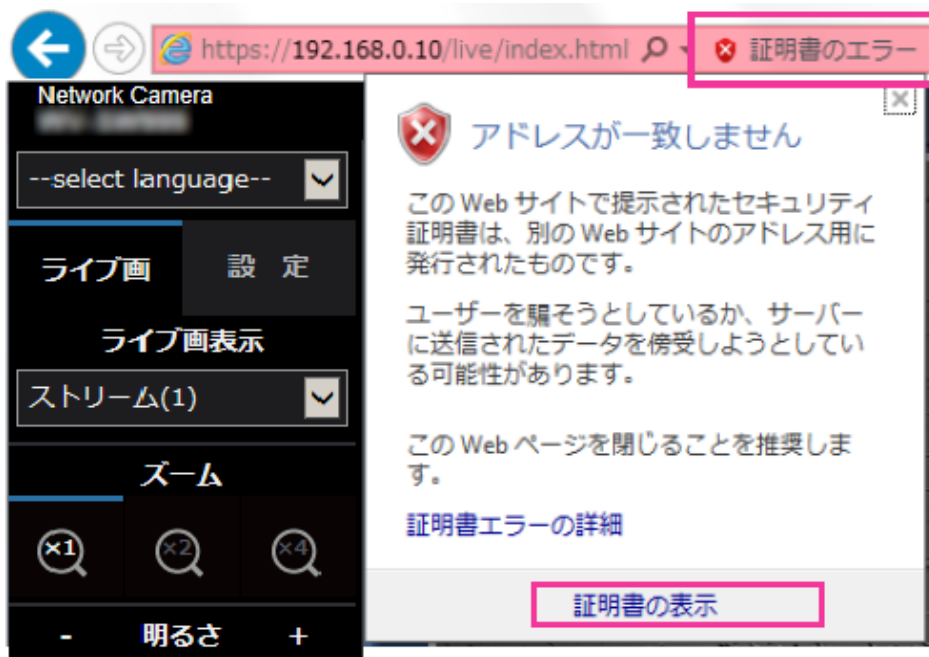 https://192.168.0.10/live/index.html
証明書のエラー
Network Camera
--select language--
ライブ画
設 定
ライブ画表示
ストリーム(1)
ズーム
×1
×2
×4
- 明るさ +
アドレスが一致しません
この Web サイトで提示されたセキュリティ
証明書は、別の Web サイトのアドレス用に
発行されたものです。
ユーザーを騙そうとしているか、サーバー
に送信されたデータを傍受しようとしてい
る可能性があります。
この Web ページを閉じることを推奨しま
す。
証明書エラーの詳細
証明書の表示